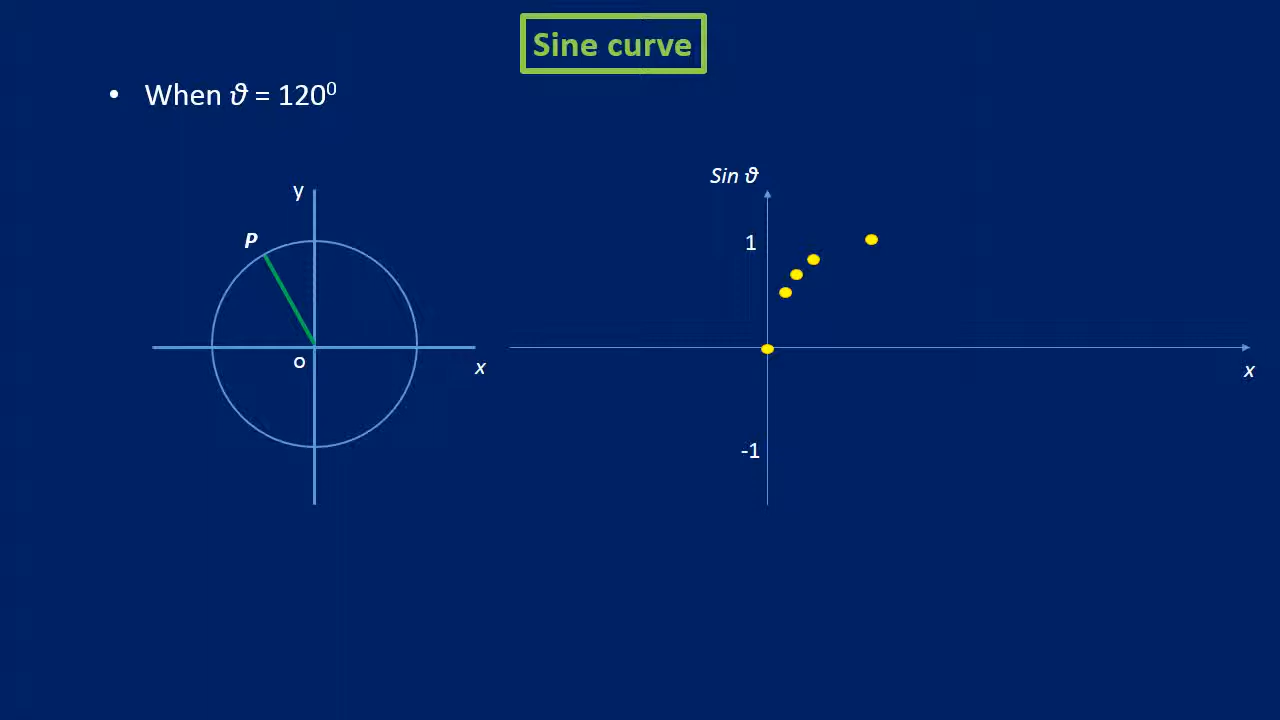 Sine curve
• When ϑ = 120⁰
y
P
O
x
Sin ϑ
1
-1
x